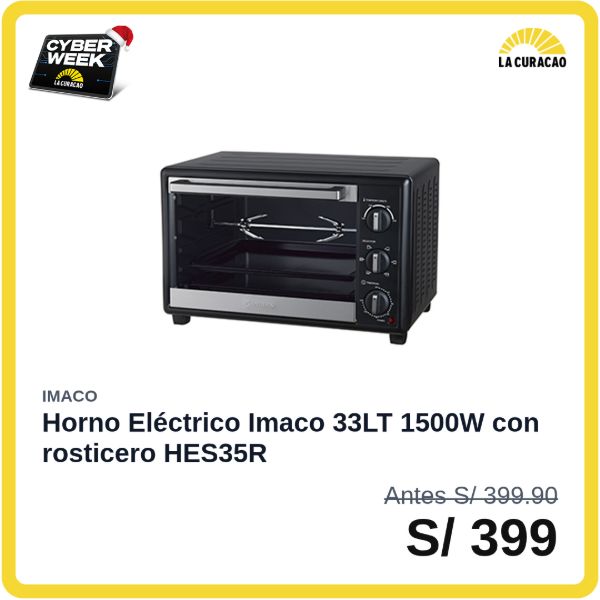 CYBER
WEEK
LA CURACAO
LA CURACAO
IMACO
Horno Eléctrico Imaco 33LT 1500W con
rosticero HES35R
Antes S/ 399.90
S/ 399